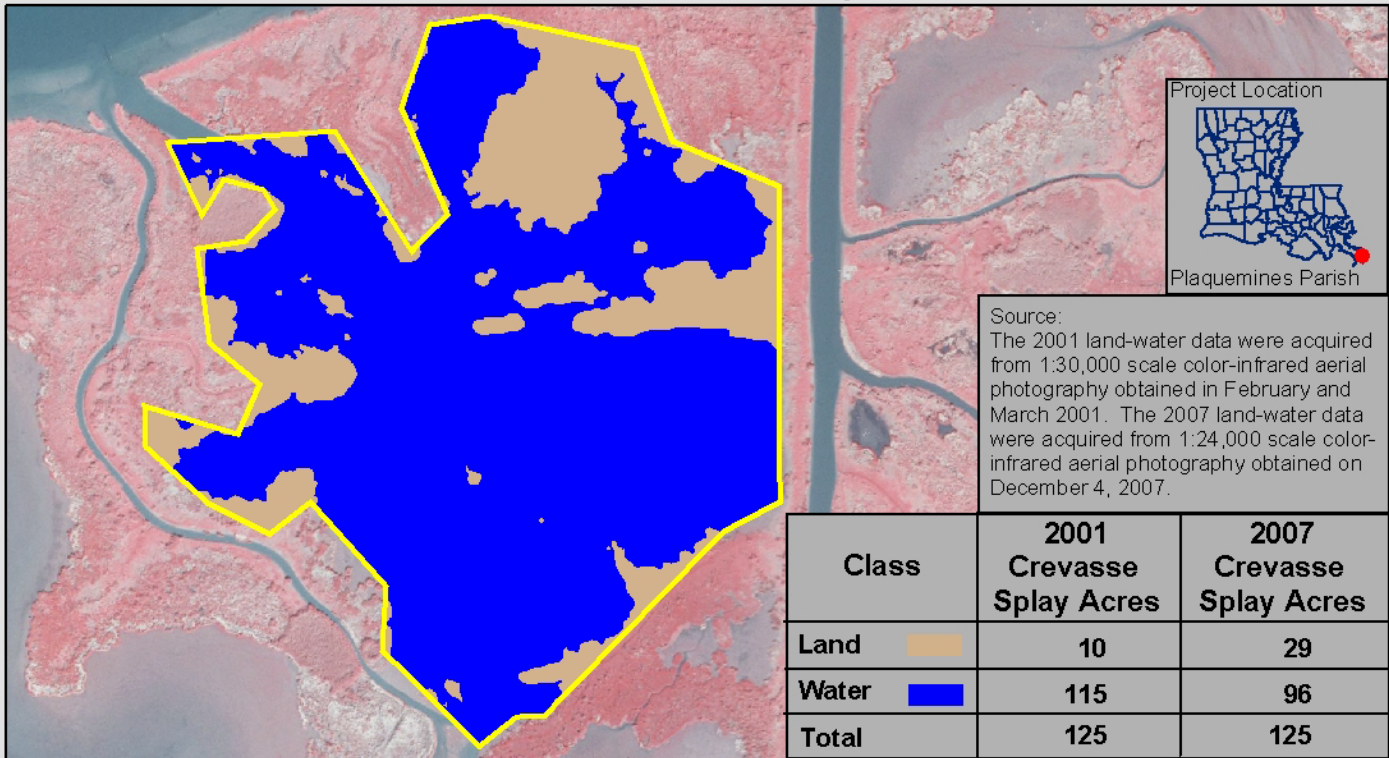 Project Location
Plaquemines Parish
Source:
The 2001 land-water data were acquired
from 1:30,000 scale color-infrared aerial
photography obtained in February and
March 2001. The 2007 land-water data
were acquired from 1:24,000 scale color-
infrared aerial photography obtained on
December 4, 2007.
Class
2001
Crevasse
Splay Acres
2007
Crevasse
Splay Acres
Land 10 29
Water 115 96
Total 125 125